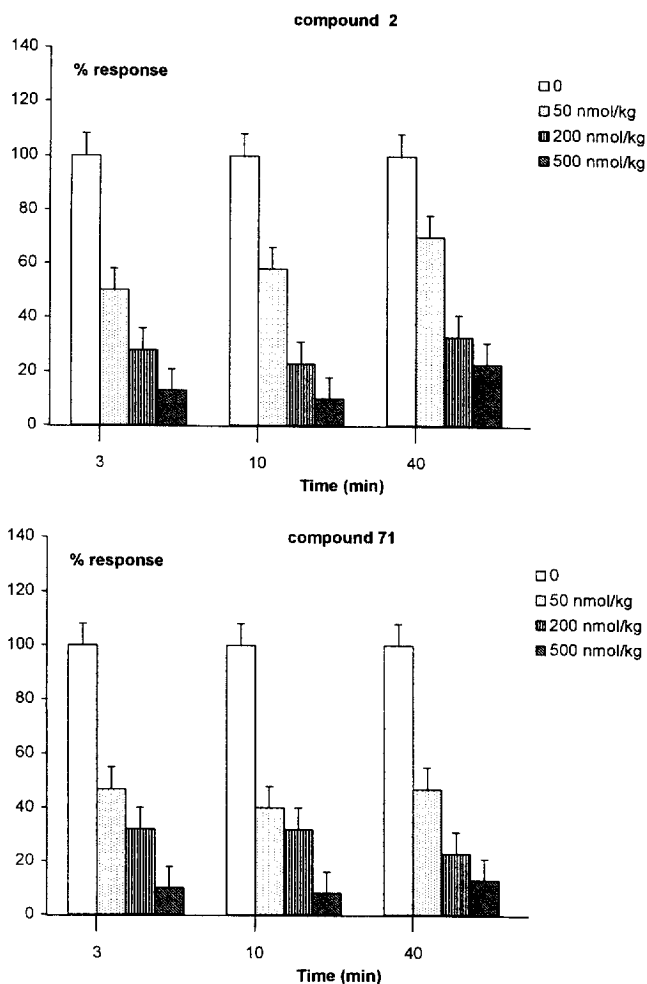 compound 2
140
% response
120
100
80
60
40
20
0
0
50 nmol/kg
200 nmol/kg
500 nmol/kg
3
10
40
Time (min)
compound 71
140
% response
120
100
80
60
40
20
0
0
50 nmol/kg
200 nmol/kg
500 nmol/kg
3
10
40
Time (min)